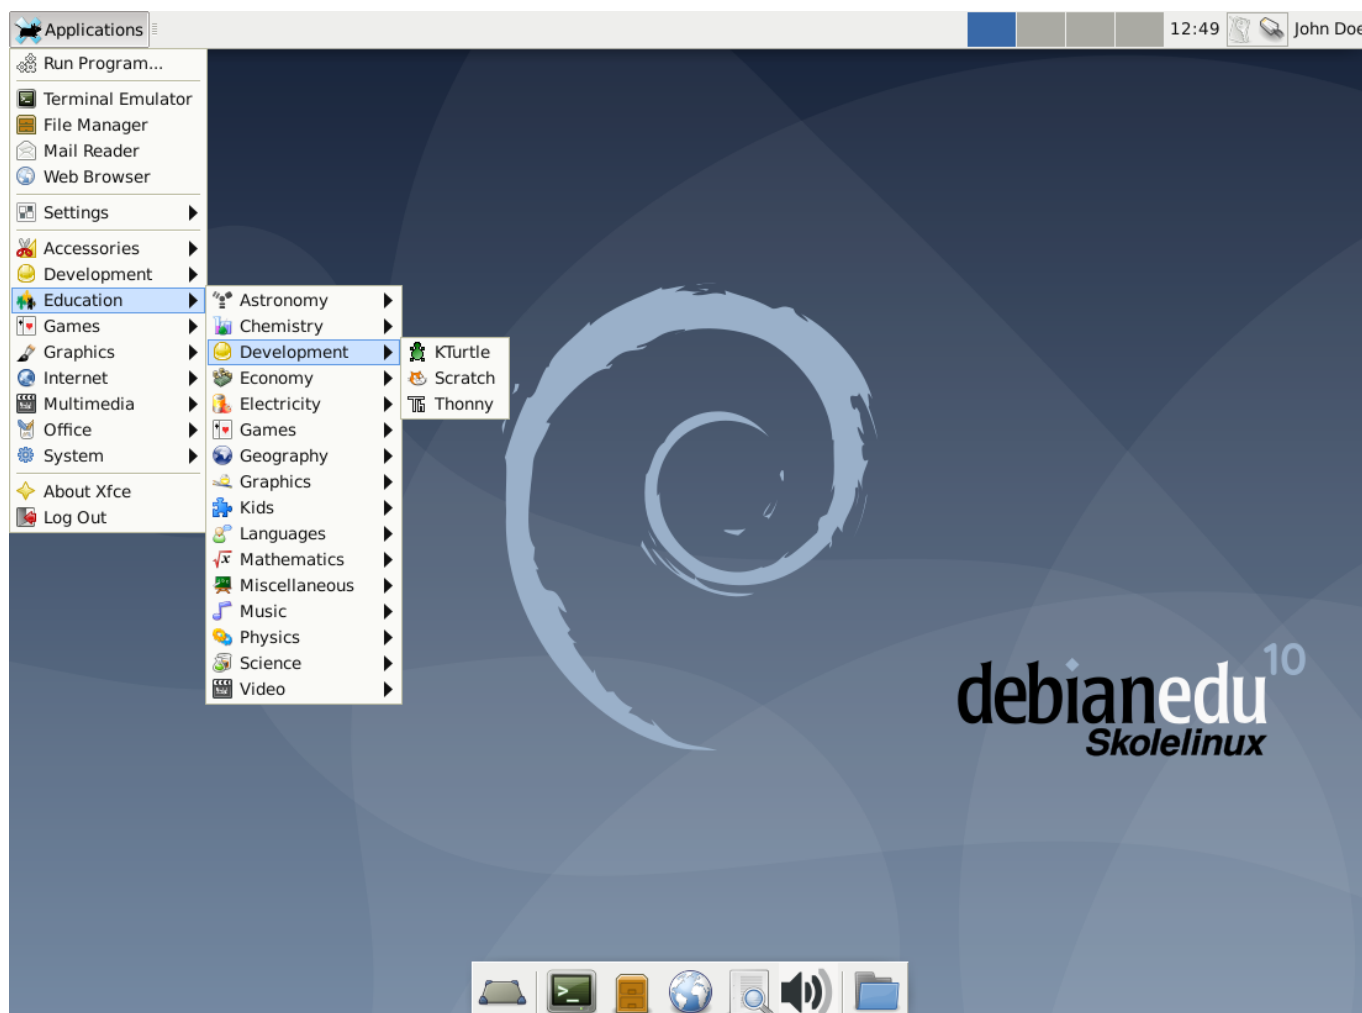 Applications
12:49
John Doe
Run Program...
Terminal Emulator
File Manager
Mail Reader
Web Browser
Settings
Accessories
Development
Education
Games
Graphics
Internet
Multimedia
Office
System
About Xfce
Log Out
Astronomy
Chemistry
Development
Economy
Electricity
Games
Geography
Graphics
Kids
Languages
Mathematics
Miscellaneous
Music
Physics
Science
Video
KTurtle
Scratch
Thonny
debianedu 10
Skolelinux